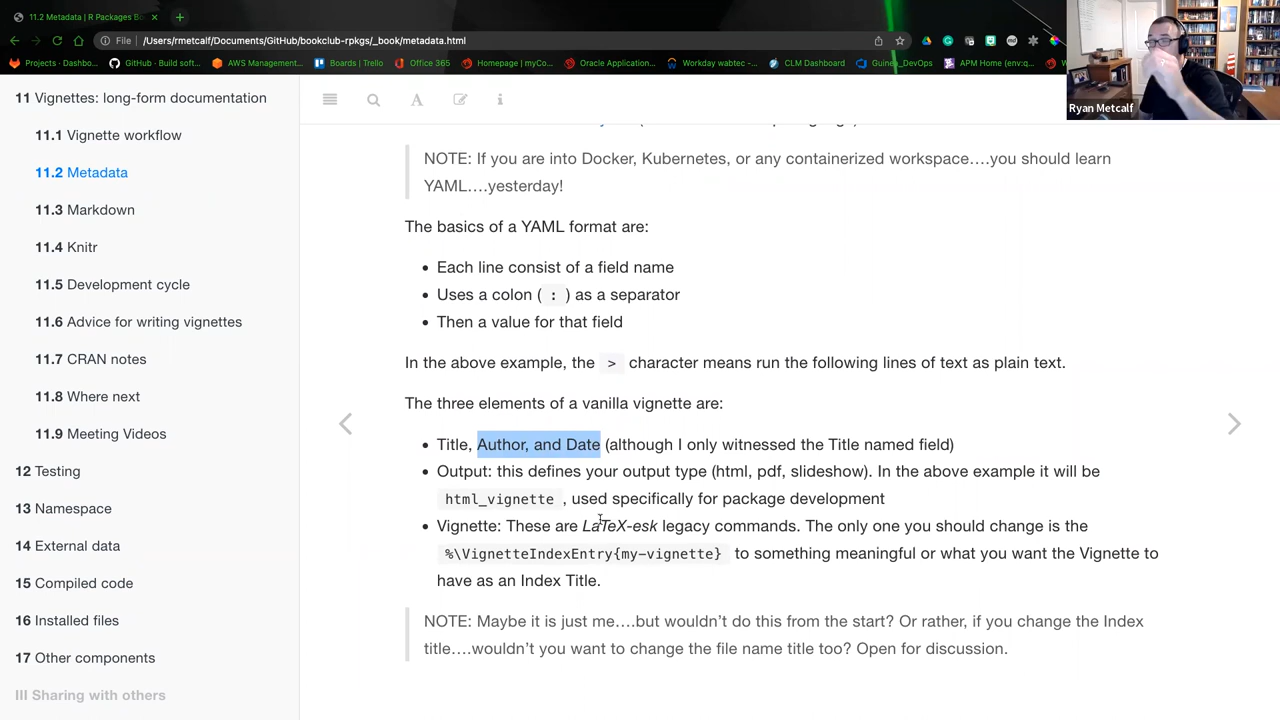 11.2 Metadata | R Packages Bo
File
/Users/rmetcalf/Documents/GitHub/bookclub-rpkgs/_book/metadata.html
Projects · Dashbo...
GitHub · Build soft...
AWS Management...
Boards | Trello
Office 365
Homepage | myCo...
Oracle Application...
Workday wabtec -...
CLM Dashboard
Guinea_DevOps
APM Home (env:q...
Ryan Metcalf
11 Vignettes: long-form documentation
11.1 Vignette workflow
11.2 Metadata
11.3 Markdown
11.4 Knitr
11.5 Development cycle
11.6 Advice for writing vignettes
11.7 CRAN notes
11.8 Where next
11.9 Meeting Videos
12 Testing
13 Namespace
14 External data
15 Compiled code
16 Installed files
17 Other components
III Sharing with others
NOTE: If you are into Docker, Kubernetes, or any containerized workspace….you should learn
YAML….yesterday!
The basics of a YAML format are:
• Each line consist of a field name
• Uses a colon ( : ) as a separator
• Then a value for that field
In the above example, the > character means run the following lines of text as plain text.
The three elements of a vanilla vignette are:
• Title, Author, and Date (although I only witnessed the Title named field)
• Output: this defines your output type (html, pdf, slideshow). In the above example it will be
html_vignette , used specifically for package development
• Vignette: These are LaTeX-esk legacy commands. The only one you should change is the
%\VignetteIndexEntry{my-vignette} to something meaningful or what you want the Vignette to
have as an Index Title.
NOTE: Maybe it is just me….but wouldn’t do this from the start? Or rather, if you change the Index
title….wouldn’t you want to change the file name title too? Open for discussion.